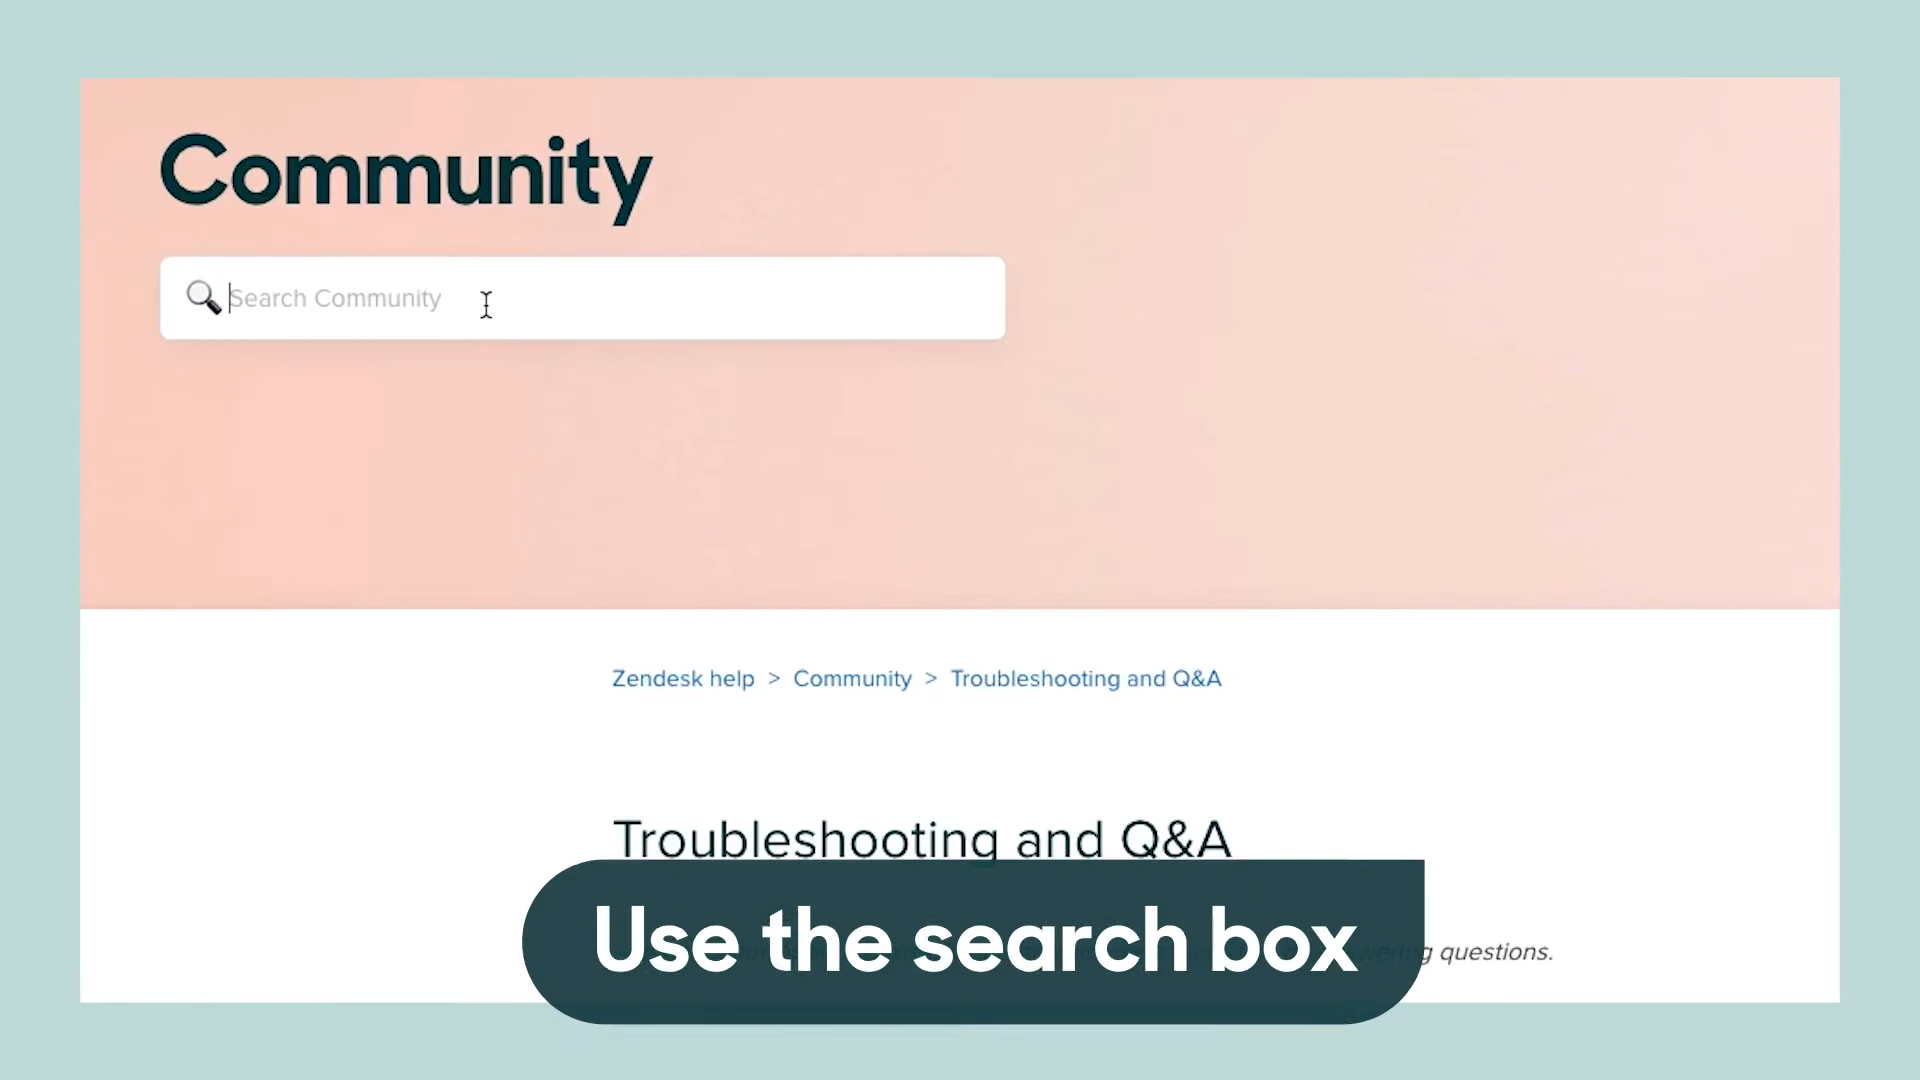 Community
Search Community
Zendesk help > Community > Troubleshooting and Q&A
Troubleshooting and Q&A
Use the search box
questions.